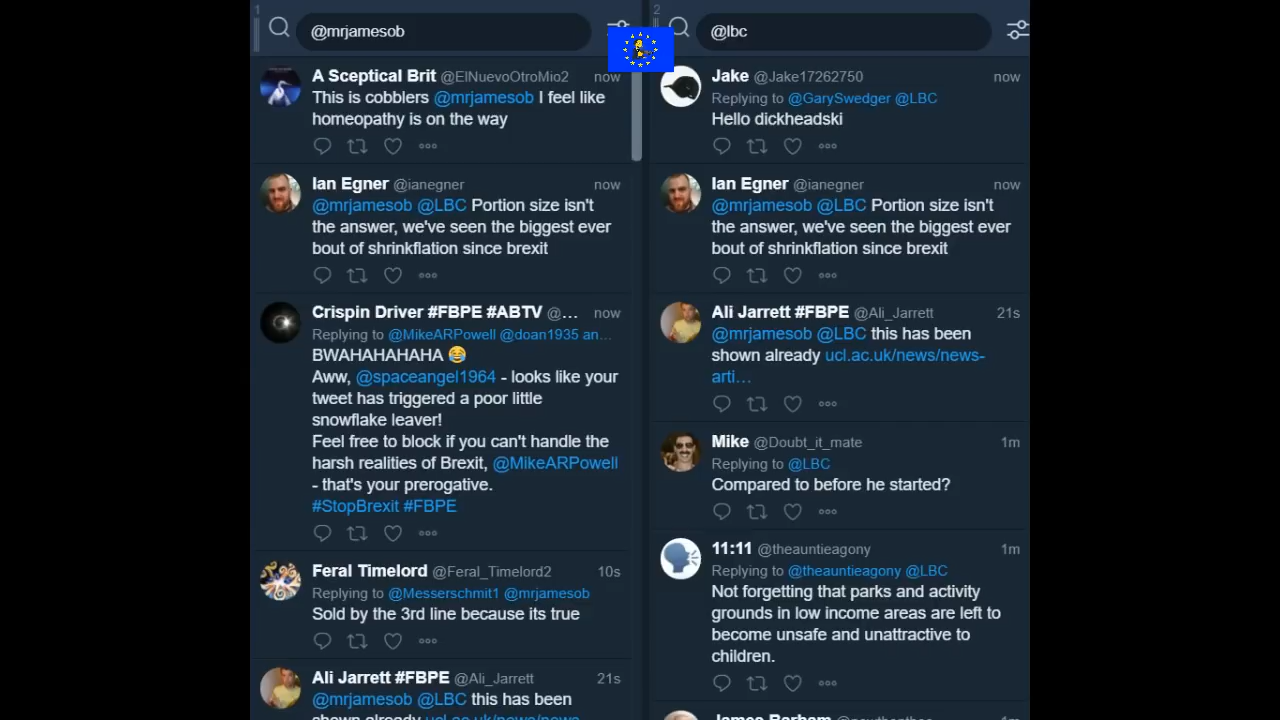 1
@mrjamesob
A Sceptical Brit @ElNuevoOtroMio2 now
This is cobblers @mrjamesob I feel like
homeopathy is on the way
Ian Egner @ianegner now
@mrjamesob @LBC Portion size isn't
the answer, we've seen the biggest ever
bout of shrinkflation since brexit
Crispin Driver #FBPE #ABTV @... now
Replying to @MikeARPowell @doan1935 an...
BWAHAHAHAHA 😂
Aww, @spaceangel1964 - looks like your
tweet has triggered a poor little
snowflake leaver!
Feel free to block if you can't handle the
harsh realities of Brexit, @MikeARPowell
- that's your prerogative.
#StopBrexit #FBPE
Feral Timelord @Feral_Timelord2 10s
Replying to @Messerschmit1 @mrjamesob
Sold by the 3rd line because its true
Ali Jarrett #FBPE @Ali_Jarrett 21s
@mrjamesob @LBC this has been
shown already ucl.ac.uk/news/news-
2
@lbc
Jake @Jake17262750 now
Replying to @GarySwedger @LBC
Hello dickheadski
Ian Egner @ianegner now
@mrjamesob @LBC Portion size isn't
the answer, we've seen the biggest ever
bout of shrinkflation since brexit
Ali Jarrett #FBPE @Ali_Jarrett 21s
@mrjamesob @LBC this has been
shown already ucl.ac.uk/news/news-
arti...
Mike @Doubt_it_mate 1m
Replying to @LBC
Compared to before he started?
11:11 @theauntieagony 1m
Replying to @theauntieagony @LBC
Not forgetting that parks and activity
grounds in low income areas are left to
become unsafe and unattractive to
children.
James Barham 1m